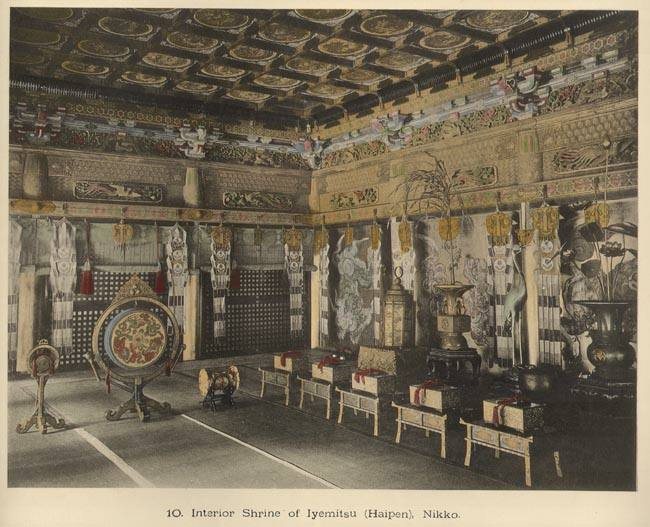 10. Interior Shrine of Iyemitsu (Haipen), Nikko.